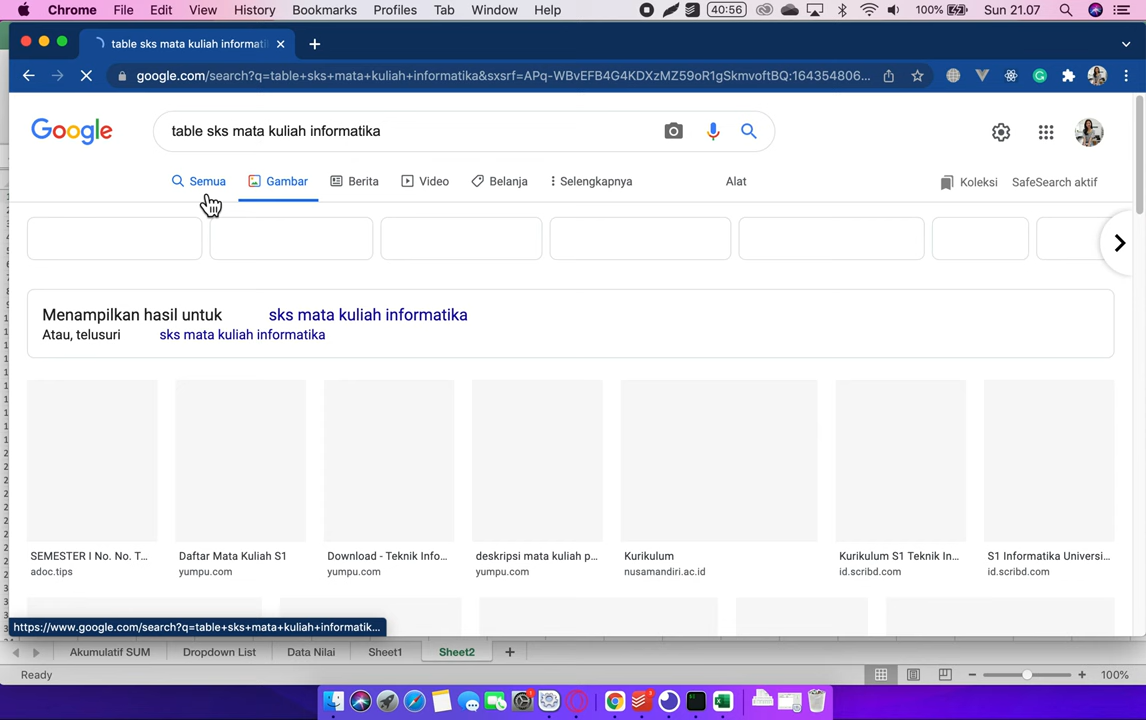 Chrome File Edit View History Bookmarks Profiles Tab Window Help 40:56 100% Sun 21.07
table sks mata kuliah informati
google.com/search?q=table+sks+mata+kuliah+informatika&sxsrf=APq-WBvEFB4G4KDXzMZ59oR1gSkmvoftBQ:164354806...
Google table sks mata kuliah informatika
Semua Gambar Berita Video Belanja Selengkapnya Alat Koleksi SafeSearch aktif
Menampilkan hasil untuk sks mata kuliah informatika
Atau, telusuri sks mata kuliah informatika
SEMESTER I No. No. T... Daftar Mata Kuliah S1 Download - Teknik Info... deskripsi mata kuliah p... Kurikulum Kurikulum S1 Teknik In... S1 Informatika Universi...
adoc.tips yumpu.com yumpu.com yumpu.com nusamandiri.ac.id id.scribd.com id.scribd.com
https://www.google.com/search?q=table+sks+mata+kuliah+informatik...
Akumulatif SUM Dropdown List Data Nilai Sheet1 Sheet2
Ready 100%